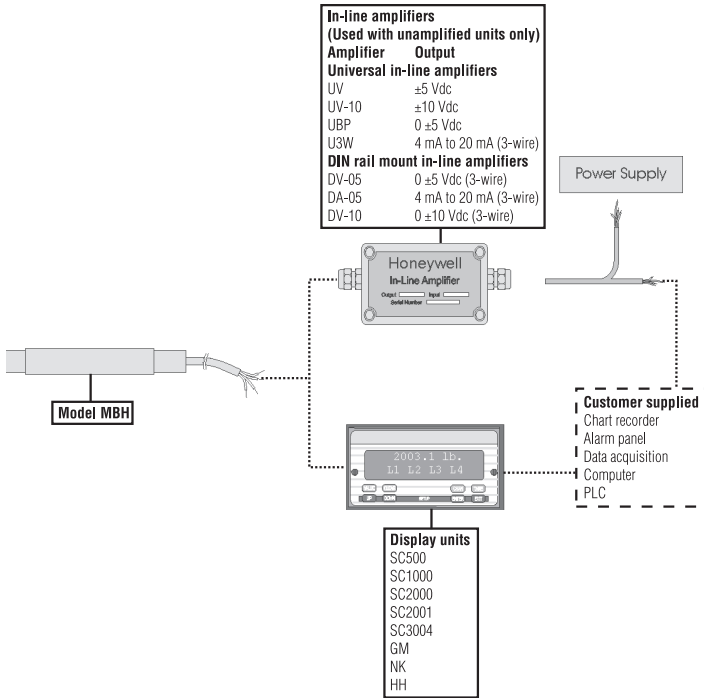 In-line amplifiers
(Used with unamplified units only)
Amplifier Output
Universal in-line amplifiers
UV ±5 Vdc
UV-10 ±10 Vdc
UBP 0 ±5 Vdc
U3W 4 mA to 20 mA (3-wire)
DIN rail mount in-line amplifiers
DV-05 0 ±5 Vdc (3-wire)
DA-05 4 mA to 20 mA (3-wire)
DV-10 0 ±10 Vdc (3-wire)
Power Supply
Honeywell
In-Line Amplifier
Output Input
Serial Number
Model MBH
Customer supplied
Chart recorder
Alarm panel
Data acquisition
Computer
PLC
2003.1 lb.
L1 L2 L3 L4
UP DOWN SETUP
Display units
SC500
SC1000
SC2000
SC2001
SC3004
GM
NK
HH